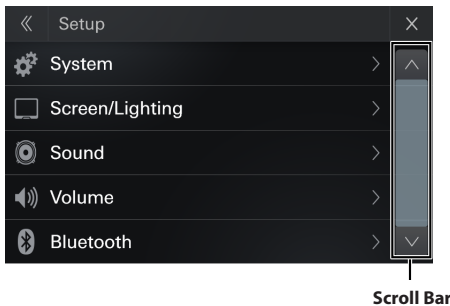 Setup
System
Screen/Lighting
Sound
Volume
Bluetooth
Scroll Bar